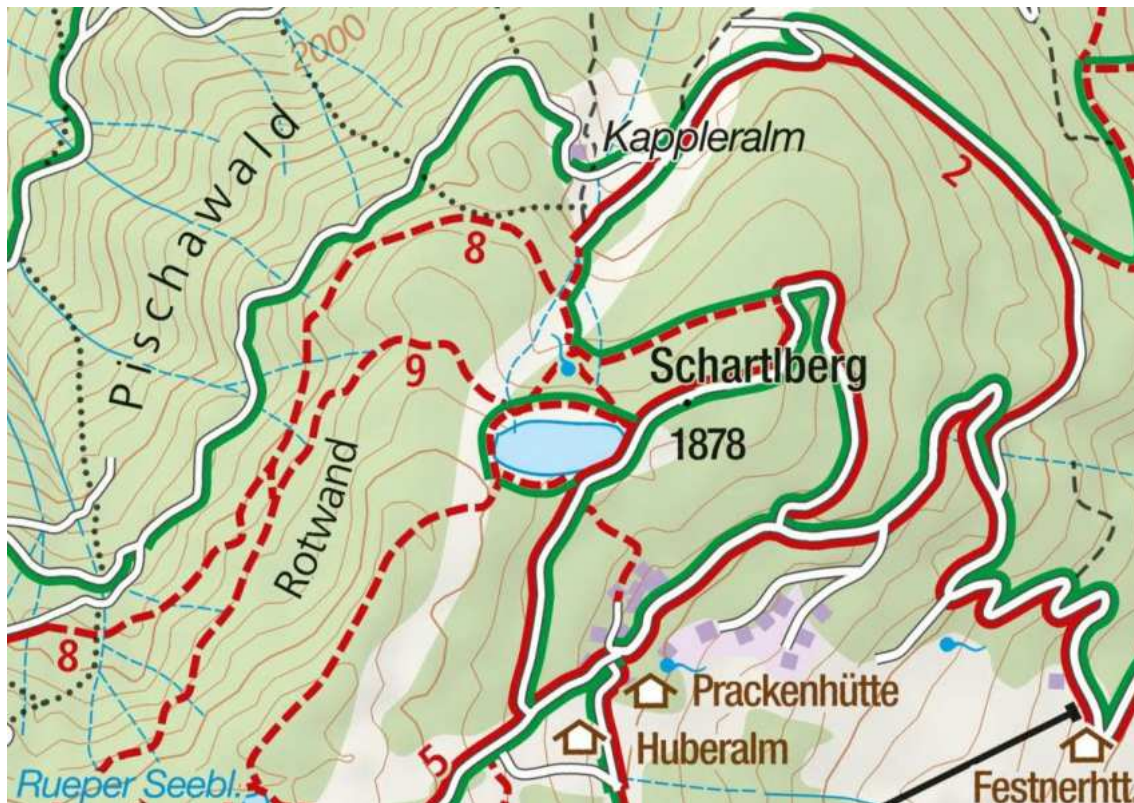 2000
Pischawald
Kappleralm
2
8
9
Schartlberg
1878
Rotwand
8
Prackenhütte
5
Huberalm
Rueper Seebl.
Festnerhtt